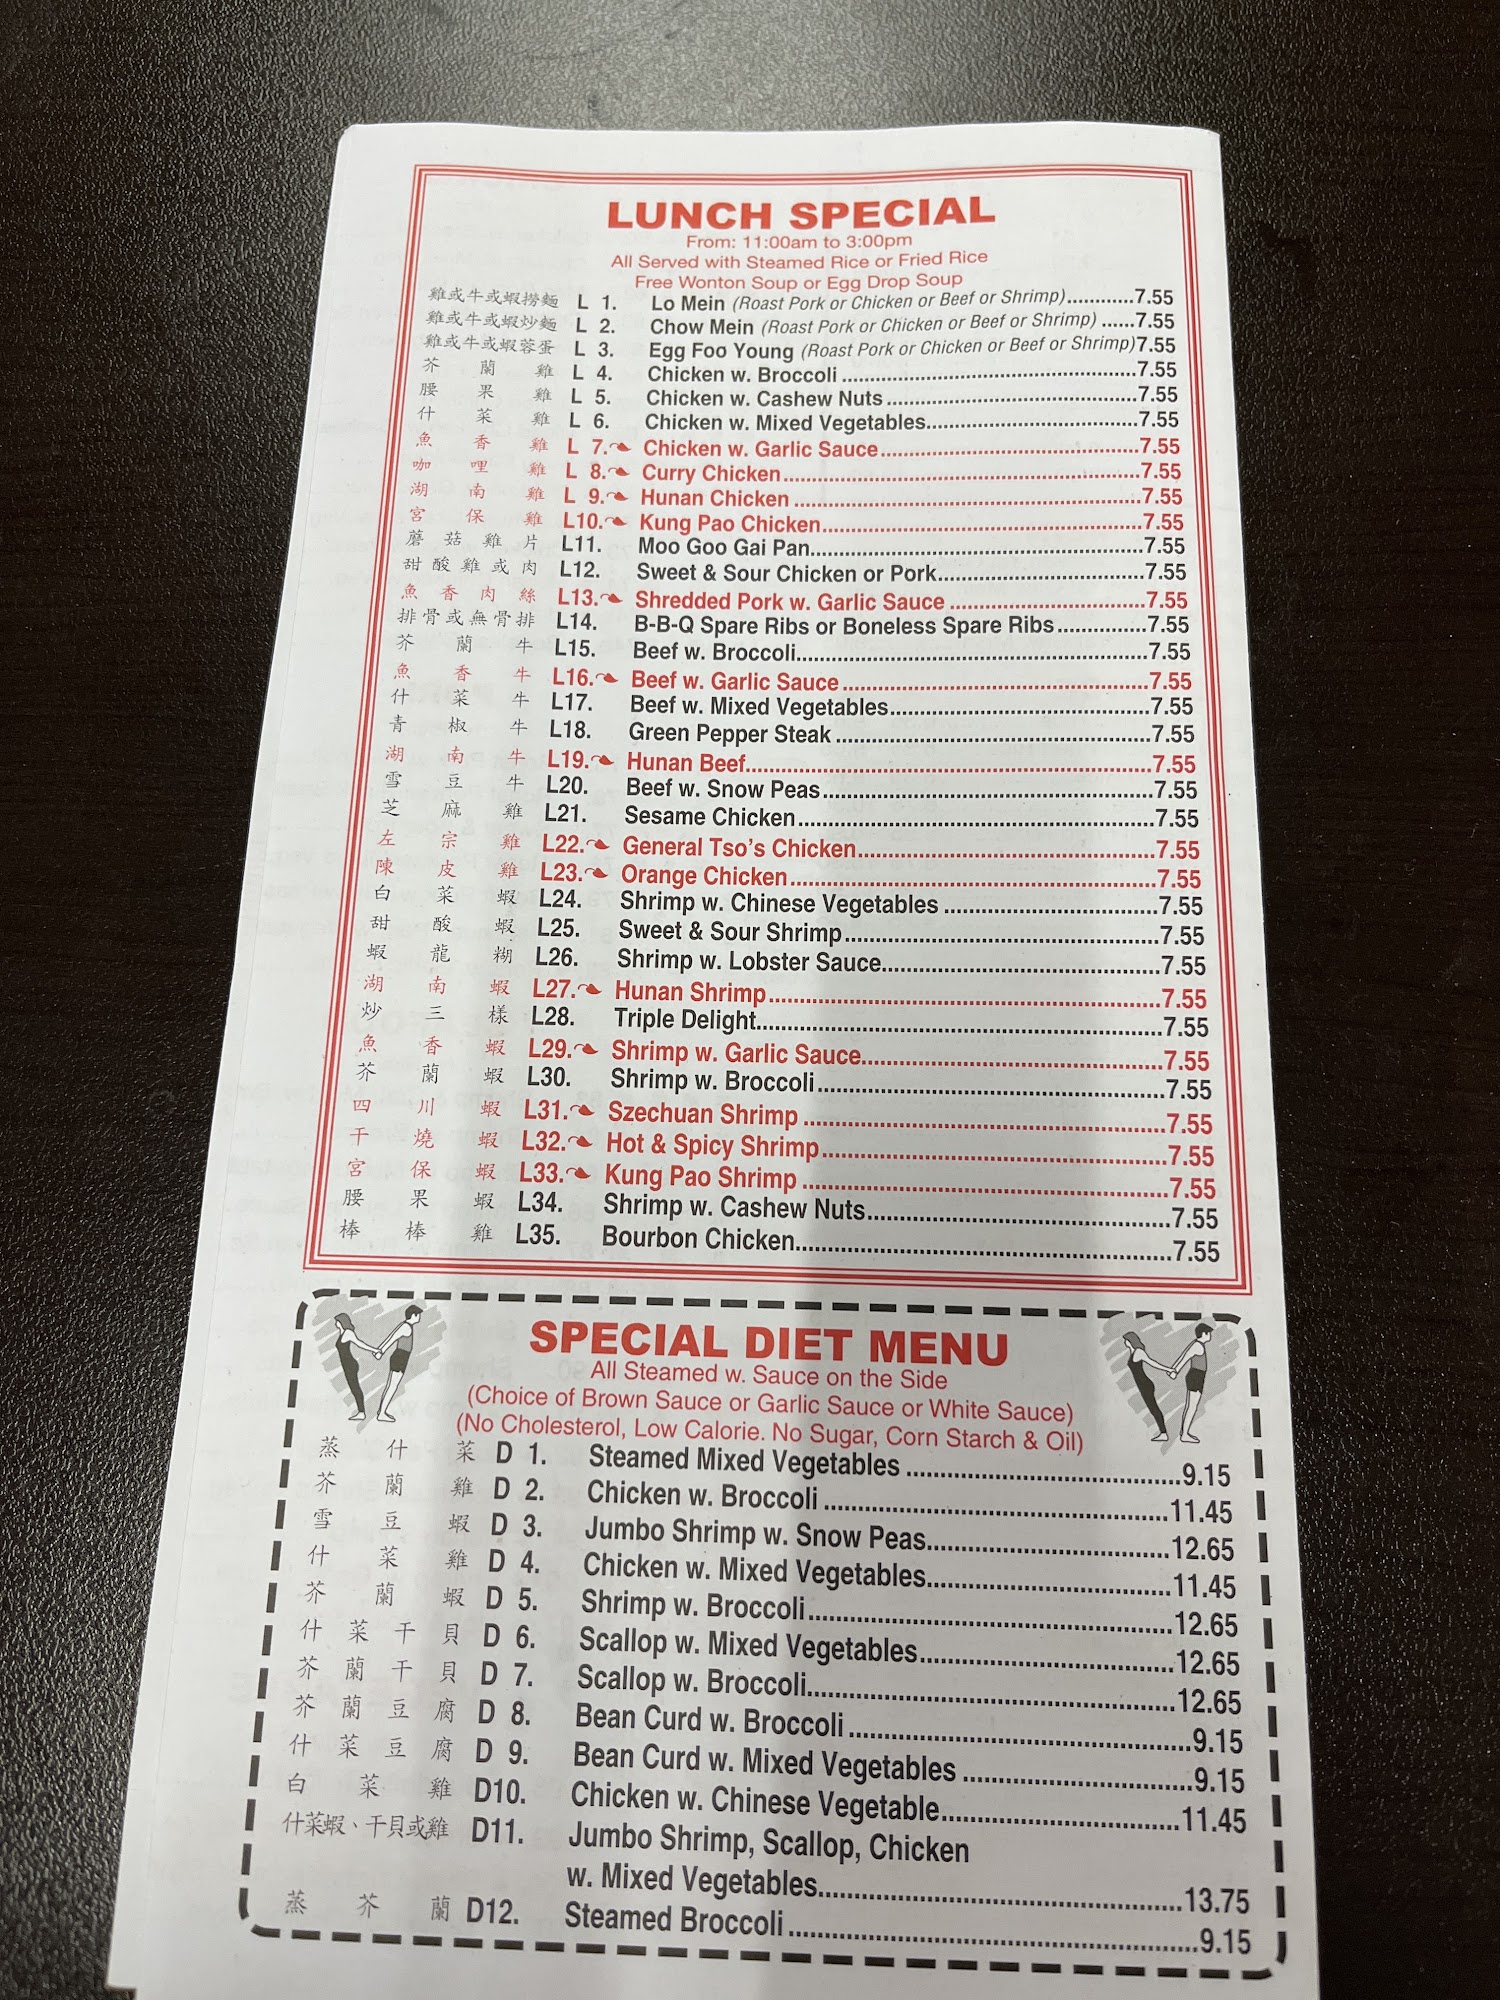 LUNCH SPECIAL
From: 11:00am to 3:00pm
All Served with Steamed Rice or Fried Rice
Free Wonton Soup or Egg Drop Soup
雞或牛或蝦撈麵 L 1. Lo Mein (Roast Pork or Chicken or Beef or Shrimp)............7.55
雞或牛或蝦炒麵 L 2. Chow Mein (Roast Pork or Chicken or Beef or Shrimp) ......7.55
雞或牛或蝦蓉蛋 L 3. Egg Foo Young (Roast Pork or Chicken or Beef or Shrimp)7.55
芥蘭雞 L 4. Chicken w. Broccoli 7.55
腰果雞 L 5. Chicken w. Cashew Nuts 7.55
什菜雞 L 6. Chicken w. Mixed Vegetables 7.55
魚香雞 L 7. Chicken w. Garlic Sauce 7.55
咖哩雞 L 8. Curry Chicken 7.55
湖南雞 L 9. Hunan Chicken 7.55
宮保雞 L10. Kung Pao Chicken 7.55
蘑菇雞片 L11. Moo Goo Gai Pan 7.55
甜酸雞或肉 L12. Sweet & Sour Chicken or Pork 7.55
魚香肉絲 L13. Shredded Pork w. Garlic Sauce 7.55
排骨或無骨排 L14. B-B-Q Spare Ribs or Boneless Spare Ribs 7.55
芥蘭牛 L15. Beef w. Broccoli 7.55
魚香牛 L16. Beef w. Garlic Sauce 7.55
什菜牛 L17. Beef w. Mixed Vegetables 7.55
青椒牛 L18. Green Pepper Steak 7.55
湖南牛 L19. Hunan Beef 7.55
雪豆牛 L20. Beef w. Snow Peas 7.55
芝麻雞 L21. Sesame Chicken 7.55
左宗雞 L22. General Tso's Chicken 7.55
陳皮雞 L23. Orange Chicken 7.55
白菜蝦 L24. Shrimp w. Chinese Vegetables 7.55
甜酸蝦 L25. Sweet & Sour Shrimp 7.55
蝦龍糊 L26. Shrimp w. Lobster Sauce 7.55
湖南蝦 L27. Hunan Shrimp 7.55
炒三樣 L28. Triple Delight 7.55
魚香蝦 L29. Shrimp w. Garlic Sauce 7.55
芥蘭蝦 L30. Shrimp w. Broccoli 7.55
四川蝦 L31. Szechuan Shrimp 7.55
干燒蝦 L32. Hot & Spicy Shrimp 7.55
宮保蝦 L33. Kung Pao Shrimp 7.55
腰果蝦 L34. Shrimp w. Cashew Nuts 7.55
棒棒雞 L35. Bourbon Chicken 7.55
SPECIAL DIET MENU
All Steamed w. Sauce on the Side
(Choice of Brown Sauce or Garlic Sauce or White Sauce)
(No Cholesterol, Low Calorie. No Sugar, Corn Starch & Oil)
蒸什菜 D 1. Steamed Mixed Vegetables 9.15
芥蘭雞 D 2. Chicken w. Broccoli 11.45
雪豆蝦 D 3. Jumbo Shrimp w. Snow Peas 12.65
什菜雞 D 4. Chicken w. Mixed Vegetables 11.45
芥蘭蝦 D 5. Shrimp w. Broccoli 12.65
什菜干貝 D 6. Scallop w. Mixed Vegetables 12.65
芥蘭干貝 D 7. Scallop w. Broccoli 12.65
芥蘭豆腐 D 8. Bean Curd w. Broccoli 9.15
什菜豆腐 D 9. Bean Curd w. Mixed Vegetables 9.15
白菜雞 D10. Chicken w. Chinese Vegetable 11.45
什菜蝦、干貝或雞 D11. Jumbo Shrimp, Scallop, Chicken
w. Mixed Vegetables 13.75
蒸芥蘭 D12. Steamed Broccoli 9.15